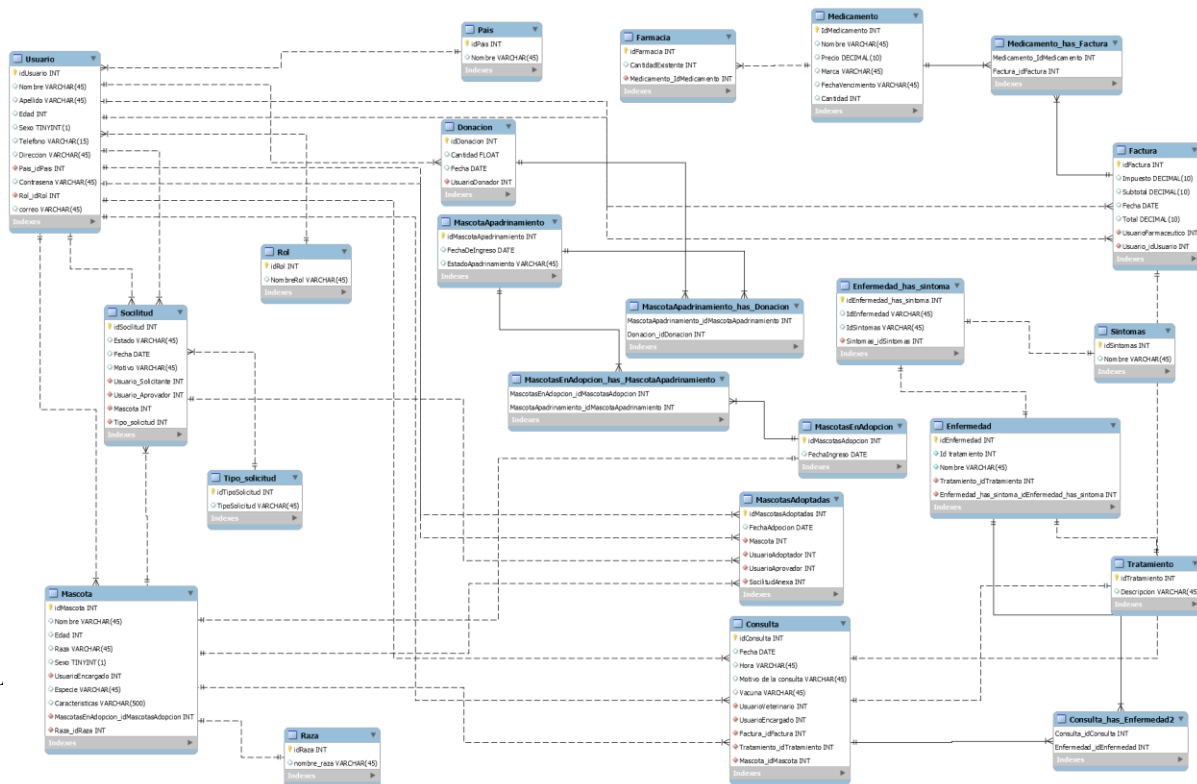 Pais
idPais INT
Nombre VARCHAR(45)
Indexes
Farmacia
idFarmacia INT
CantidadExistente INT
Medicamento_IdMedicamento INT
Indexes
Medicamento
IdMedicamento INT
Nombre VARCHAR(45)
Precio DECIMAL(10)
Marca VARCHAR(45)
FechaVencimiento VARCHAR(45)
Cantidad INT
Indexes
Medicamento_has_Factura
Medicamento_IdMedicamento INT
Factura_idFactura INT
Indexes
Usuario
idUsuario INT
Nombre VARCHAR(45)
Apellido VARCHAR(45)
Edad INT
Sexo TINYINT(1)
Telefono VARCHAR(15)
Direccion VARCHAR(45)
Pais_idPais INT
Contrasena VARCHAR(45)
Rol_idRol INT
correo VARCHAR(45)
Indexes
Donacion
idDonacion INT
Cantidad FLOAT
Fecha DATE
UsuarioDonador INT
Indexes
Factura
idFactura INT
Impuesto DECIMAL(10)
Subtotal DECIMAL(10)
Fecha DATE
Total DECIMAL(10)
UsuarioFarmaceutico INT
Usuario_idUsuario INT
Indexes
MascotaApadrinamiento
idMascotaApadrinamiento INT
FechaDeIngreso DATE
EstadoApadrinamiento VARCHAR(45)
Indexes
Rol
idRol INT
NombreRol VARCHAR(45)
Indexes
Enfermedad_has_sintoma
idEnfermedad_has_sintoma INT
IdEnfermedad VARCHAR(45)
IdSintomas VARCHAR(45)
Sintomas_idSintomas INT
Indexes
MascotaApadrinamiento_has_Donacion
MascotaApadrinamiento_idMascotaApadrinamiento INT
Donacion_idDonacion INT
Indexes
Socilitud
idSocilitud INT
Estado VARCHAR(45)
Fecha DATE
Motivo VARCHAR(45)
Usuario_Solicitante INT
Usuario_Aprovador INT
Mascota INT
Tipo_solicitud INT
Indexes
Sintomas
idSintomas INT
Nombre VARCHAR(45)
Indexes
MascotasEnAdopcion_has_MascotaApadrinamiento
MascotasEnAdopcion_idMascotasAdopcion INT
MascotaApadrinamiento_idMascotaApadrinamiento INT
Indexes
MascotasEnAdopcion
idMascotasAdopcion INT
FechaIngreso DATE
Indexes
Enfermedad
idEnfermedad INT
Id tratamiento INT
Nombre VARCHAR(45)
Tratamiento_idTratamiento INT
Enfermedad_has_sintoma_idEnfermedad_has_sintoma INT
Indexes
Tipo_solicitud
idTipoSolicitud INT
TipoSolicitud VARCHAR(45)
Indexes
MascotasAdoptadas
idMascotasAdoptadas INT
FechaAdpocion DATE
Mascota INT
UsuarioAdoptador INT
UsuarioAprovador INT
SocilitudAnexa INT
Indexes
Tratamiento
idTratamiento INT
Descripcion VARCHAR(45)
Indexes
Mascota
idMascota INT
Nombre VARCHAR(45)
Edad INT
Raza VARCHAR(45)
Sexo TINYINT(1)
UsuarioEncargado INT
Especie VARCHAR(45)
Caracteristicas VARCHAR(500)
MascotasEnAdopcion_idMascotasAdopcion INT
Raza_idRaza INT
Indexes
Consulta
idConsulta INT
Fecha DATE
Hora VARCHAR(45)
Motivo de la consulta VARCHAR(45)
Vacuna VARCHAR(45)
UsuarioVeterinario INT
UsuarioEncargado INT
Factura_idFactura INT
Tratamiento_idTratamiento INT
Mascota_idMascota INT
Indexes
Consulta_has_Enfermedad2
Consulta_idConsulta INT
Enfermedad_idEnfermedad INT
Indexes
Raza
idRaza INT
nombre_raza VARCHAR(45)
Indexes